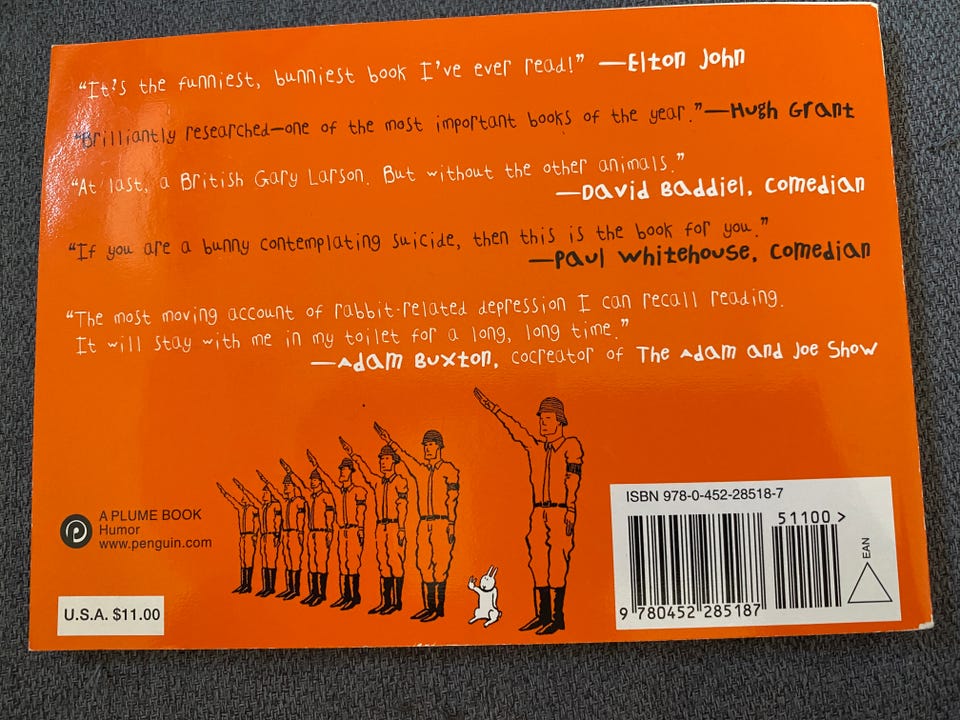 “It's the funniest, bunniest book I've ever read!” —Elton John
“Brilliantly researched—one of the most important books of the year.”—Hugh Grant
“At last, a British Gary Larson. But without the other animals.”
—David Baddiel, Comedian
“If you are a bunny contemplating suicide, then this is the book for you.”
—Paul Whitehouse, Comedian
“The most moving account of rabbit-related depression I can recall reading.
It will stay with me in my toilet for a long, long time.”
—Adam Buxton, cocreator of The Adam and Joe Show
A PLUME BOOK
Humor
www.penguin.com
U.S.A. $11.00
ISBN 978-0-452-28518-7
51100 >
EAN
9 780452 285187